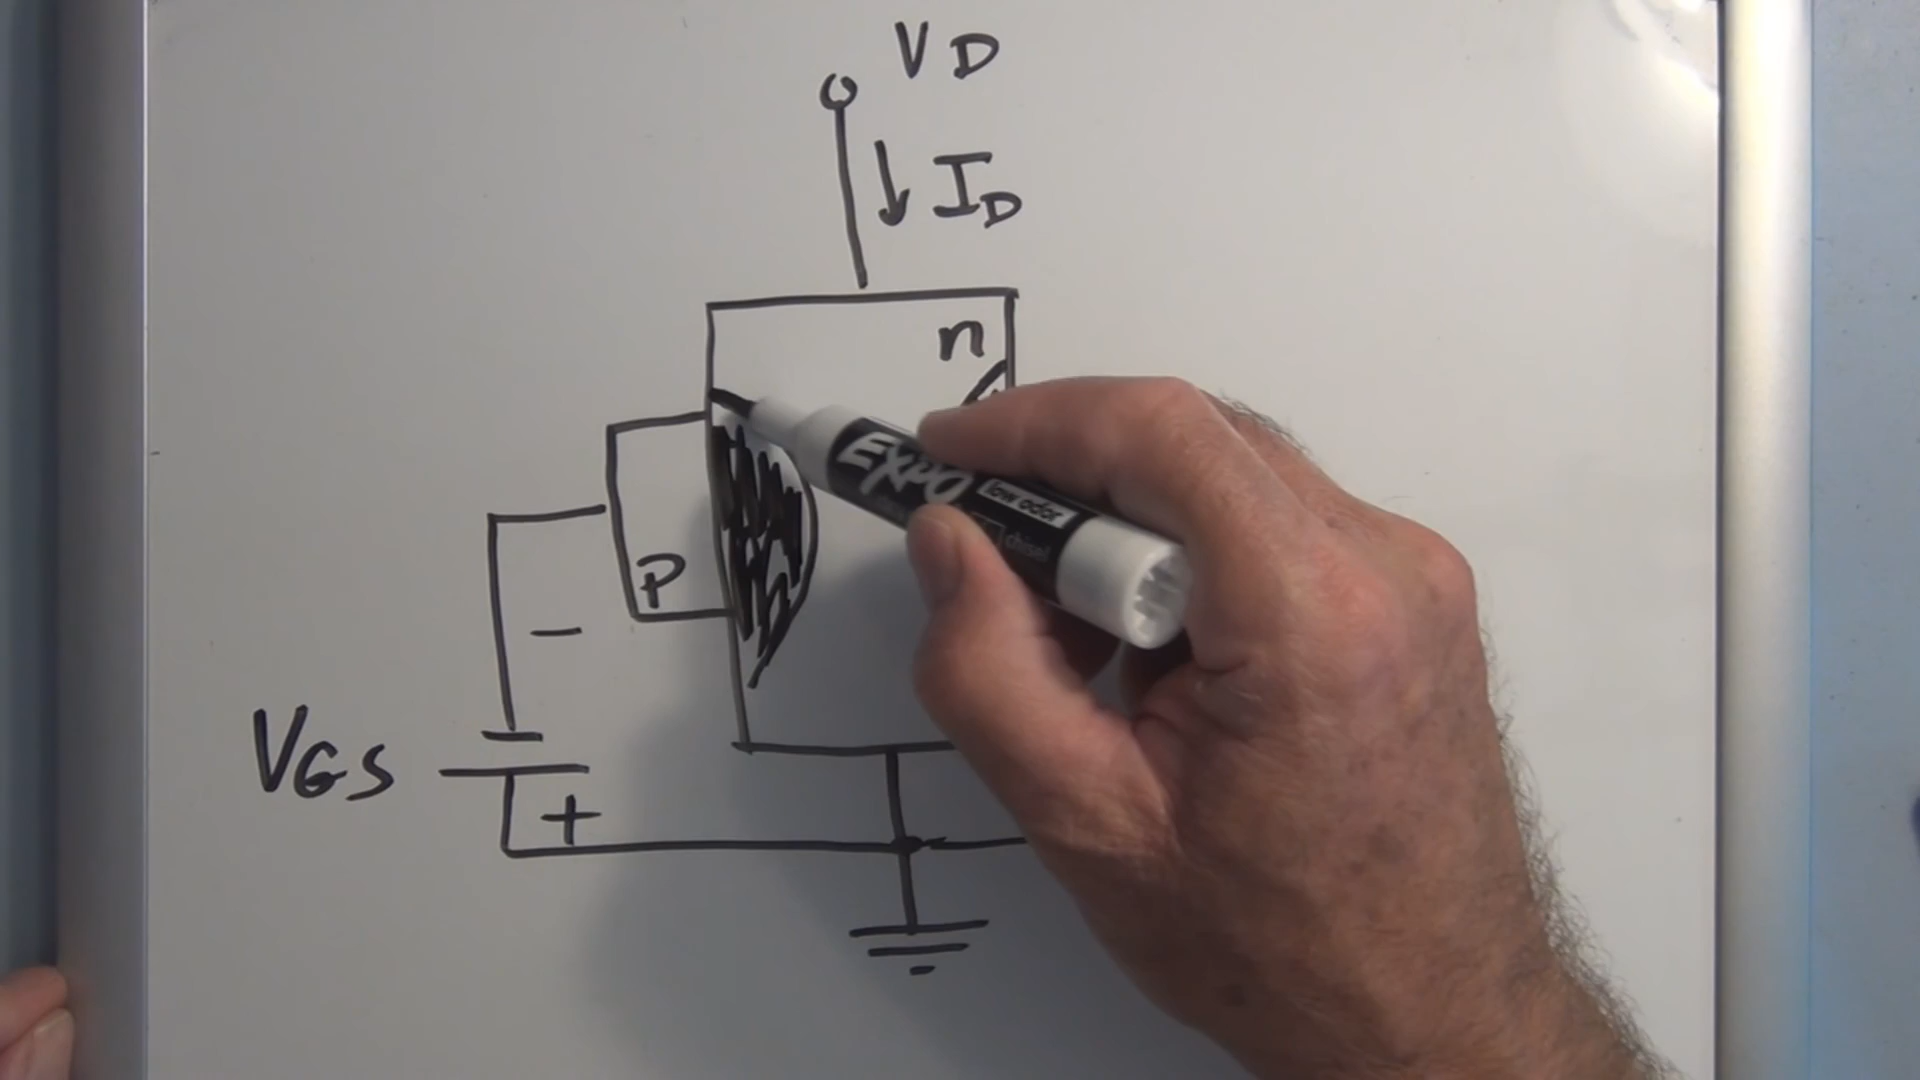 VD
ID
n
EXPO
low odor
chisel
P
−
VGS
+